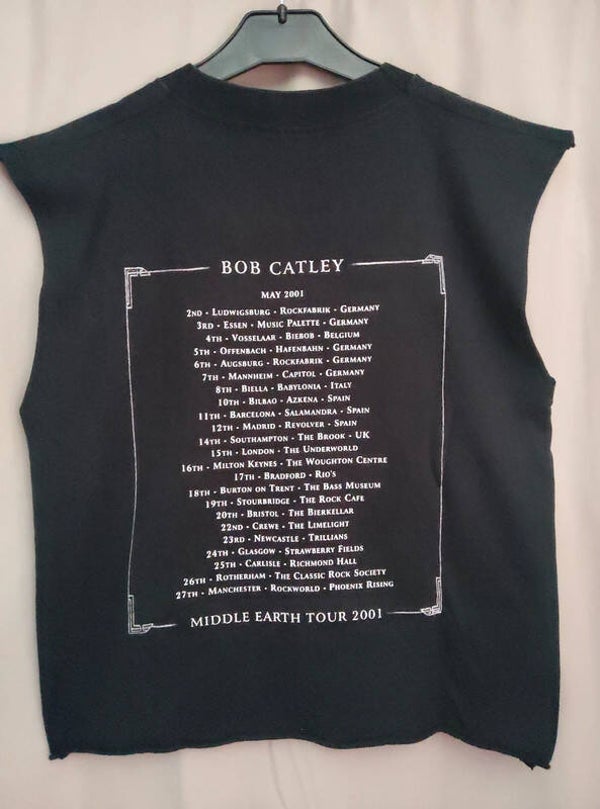 BOB CATLEY
MAY 2001
2ND - LUDWIGSBURG - ROCKFABRIK - GERMANY
3RD - ESSEN - MUSIC PALETTE - GERMANY
4TH - VOSSELAAR - BIEBOB - BELGIUM
5TH - OFFENBACH - HAFENBAHN - GERMANY
6TH - AUGSBURG - ROCKFABRIK - GERMANY
7TH - MANNHEIM - CAPITOL - GERMANY
8TH - BIELLA - BABYLONIA - ITALY
10TH - BILBAO - AZKENA - SPAIN
11TH - BARCELONA - SALAMANDRA - SPAIN
12TH - MADRID - REVOLVER - SPAIN
14TH - SOUTHAMPTON - THE BROOK - UK
15TH - LONDON - THE UNDERWORLD
16TH - MILTON KEYNES - THE WOUGHTON CENTRE
17TH - BRADFORD - RIO'S
18TH - BURTON ON TRENT - THE BASS MUSEUM
19TH - STOURBRIDGE - THE ROCK CAFE
20TH - BRISTOL - THE BIERKELLAR
22ND - CREWE - THE LIMELIGHT
23RD - NEWCASTLE - TRILLIANS
24TH - GLASGOW - STRAWBERRY FIELDS
25TH - CARLISLE - RICHMOND HALL
26TH - ROTHERHAM - THE CLASSIC ROCK SOCIETY
27TH - MANCHESTER - ROCKWORLD - PHOENIX RISING
MIDDLE EARTH TOUR 2001